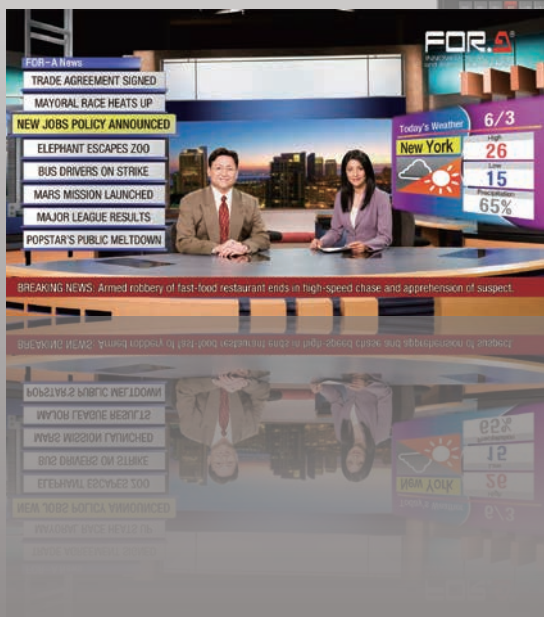 FOR.A
FOR-A News
TRADE AGREEMENT SIGNED
MAYORAL RACE HEATS UP
NEW JOBS POLICY ANNOUNCED
ELEPHANT ESCAPES ZOO
BUS DRIVERS ON STRIKE
MARS MISSION LAUNCHED
MAJOR LEAGUE RESULTS
POPSTAR'S PUBLIC MELTDOWN
Today's Weather 6/3
New York
High
26
Low
15
Precipitation
65%
BREAKING NEWS: Armed robbery of fast-food restaurant ends in high-speed chase and apprehension of suspect.